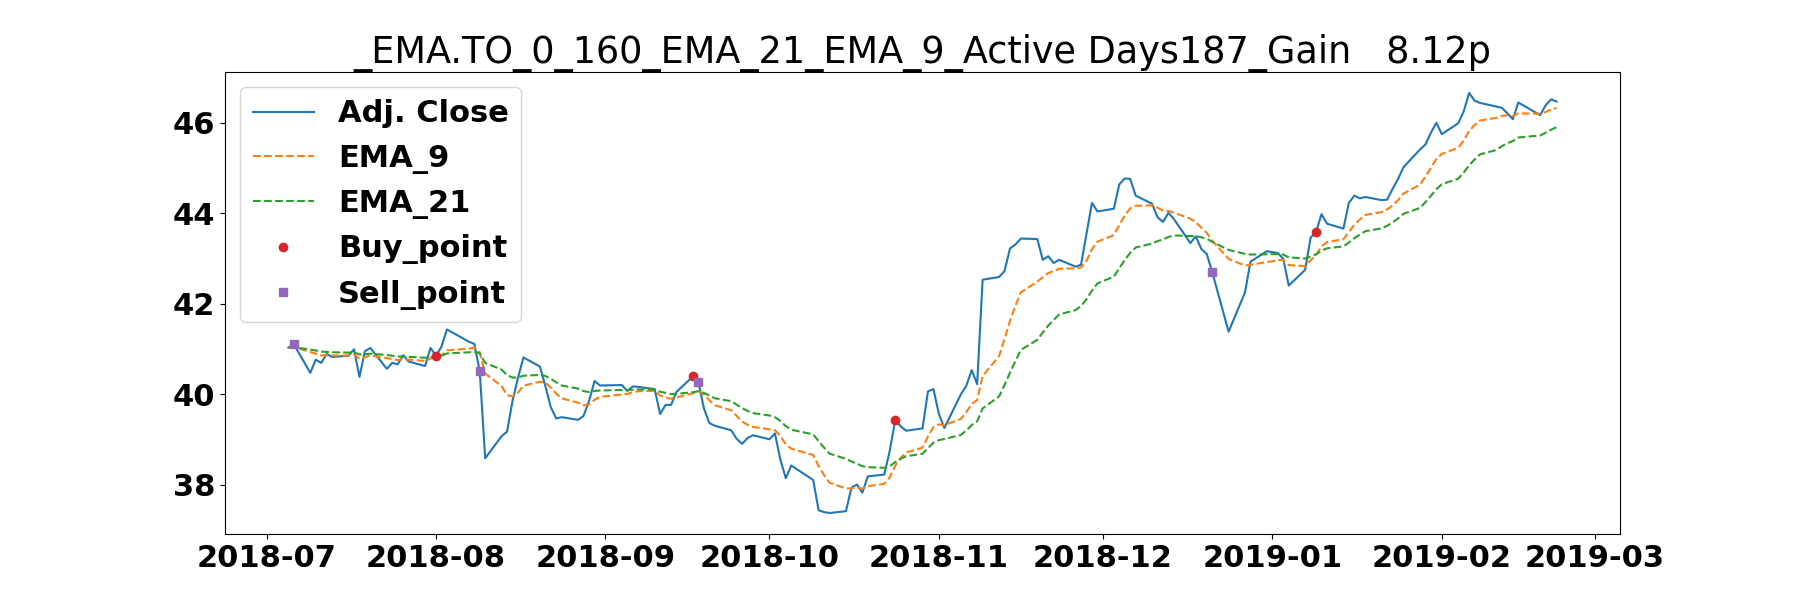 _EMA.TO_0_160_EMA_21_EMA_9_Active Days187_Gain   8.12p
Adj. Close
EMA_9
EMA_21
Buy_point
Sell_point
46
44
42
40
38
2018-07 2018-08 2018-09 2018-10 2018-11 2018-12 2019-01 2019-02 2019-03